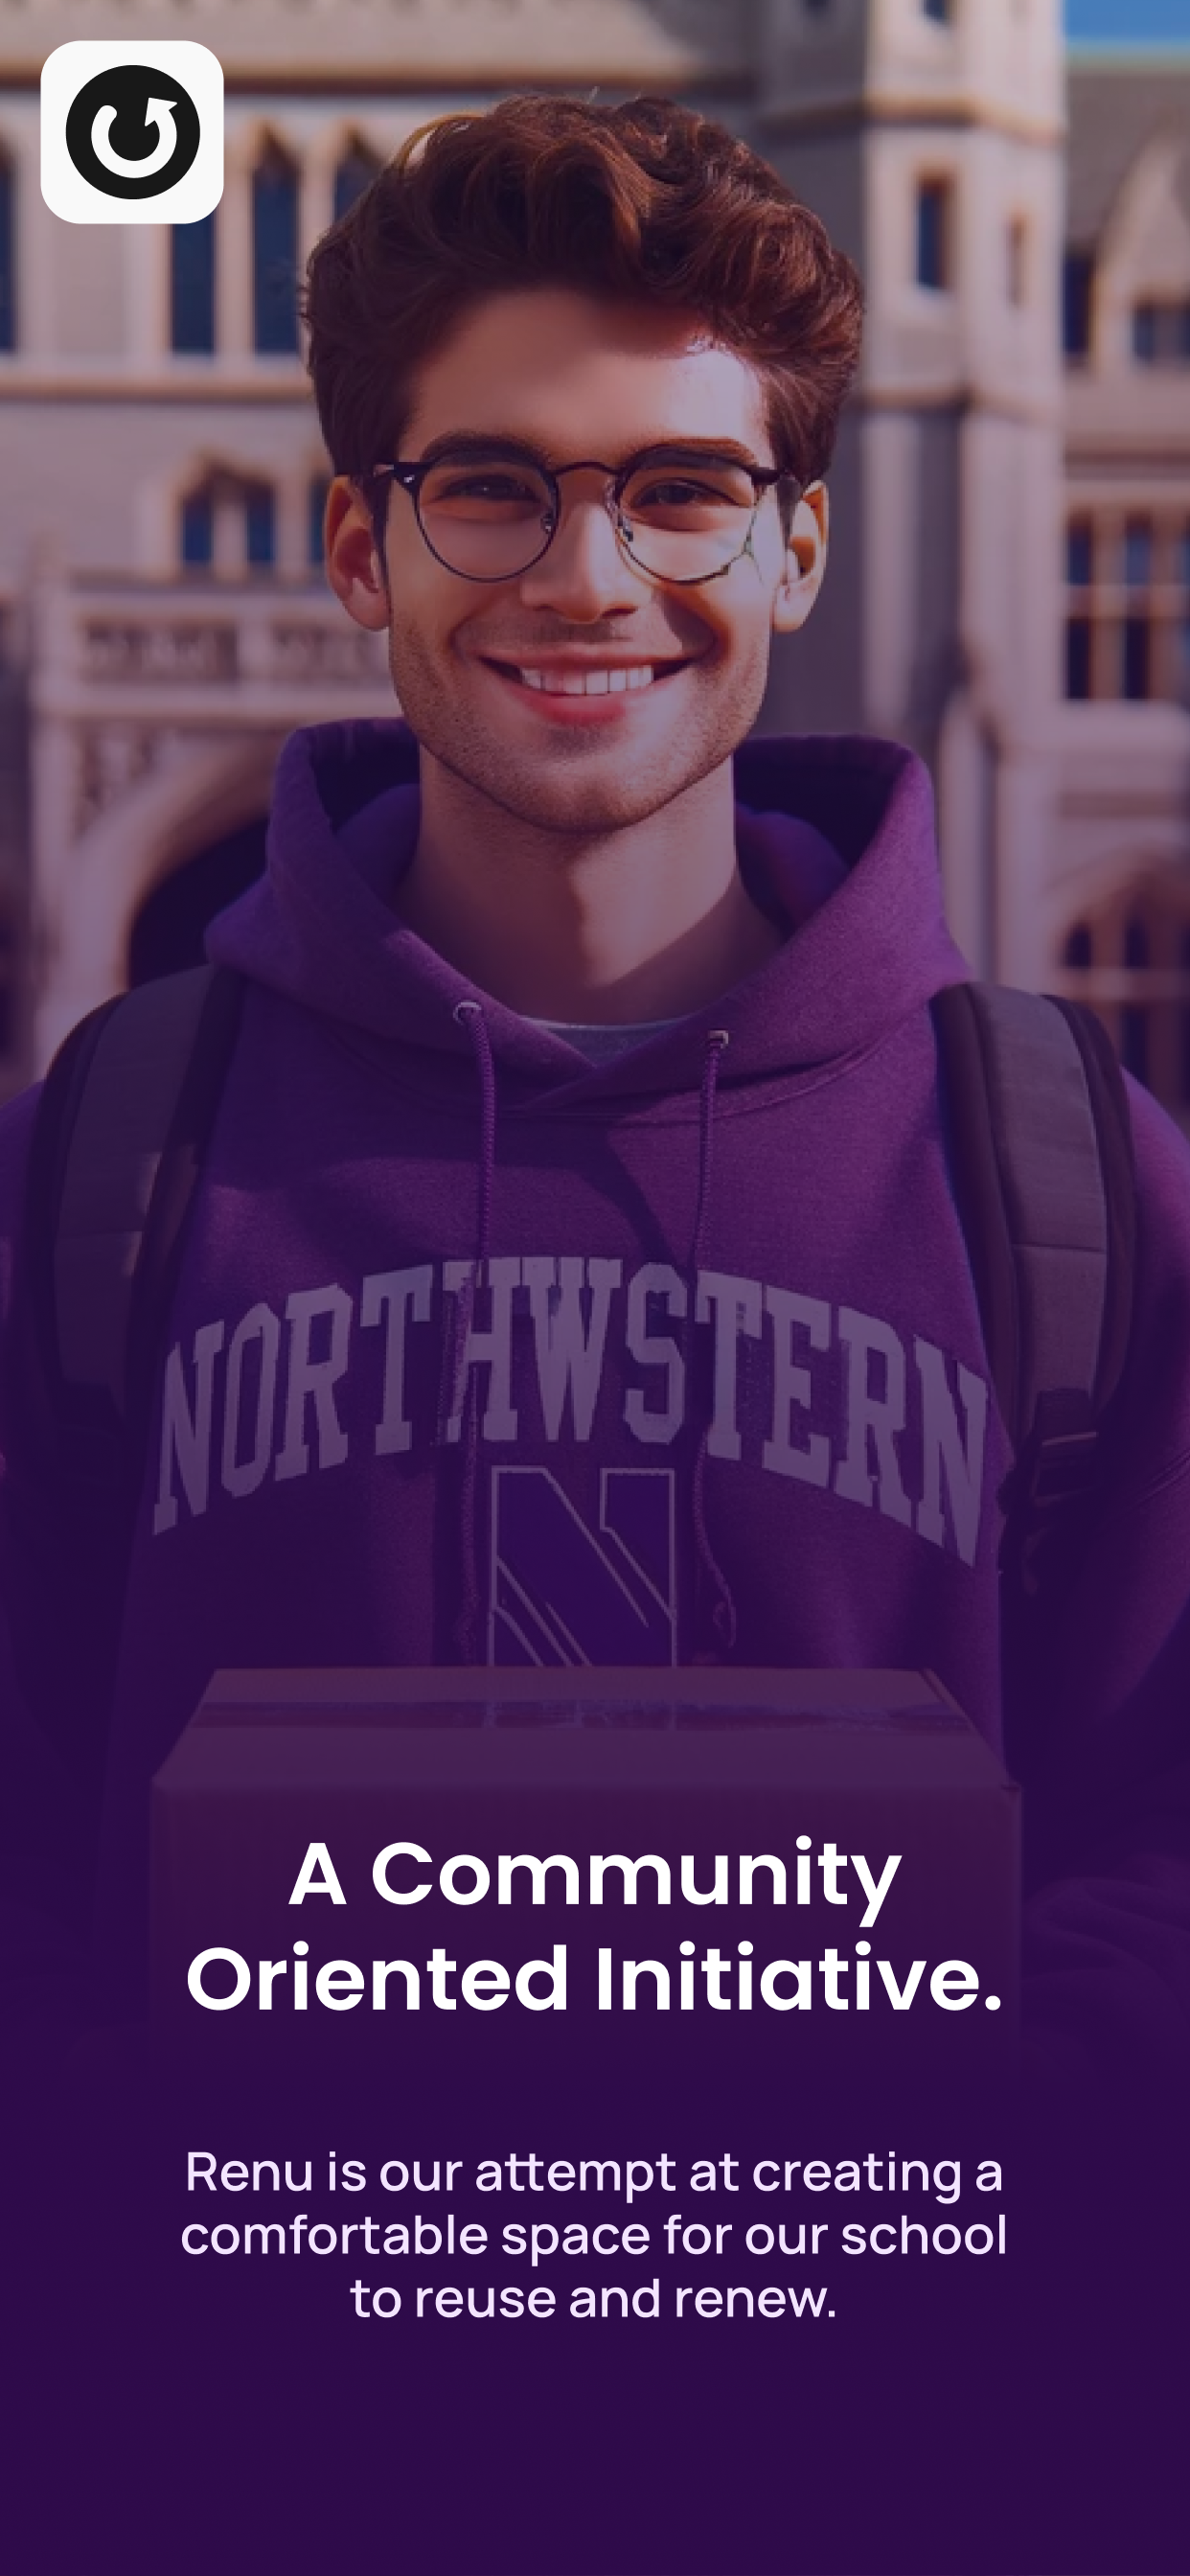 NORTHWSTERN
N
A Community
Oriented Initiative.
Renu is our attempt at creating a
comfortable space for our school
to reuse and renew.